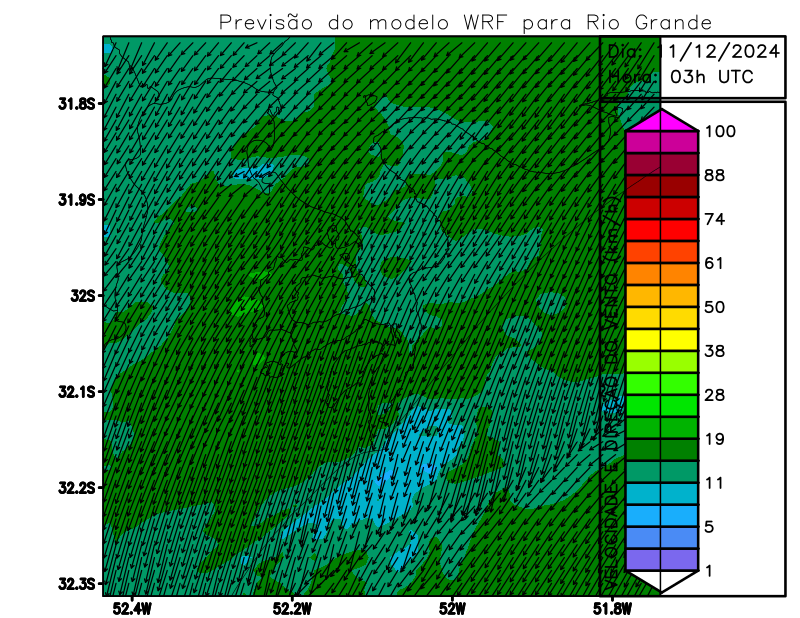 Previsão do modelo WRF para Rio Grande
Dia: 11/12/2024
Hora: 03h UTC
31.8S
31.9S
32S
32.1S
32.2S
32.3S
52.4W
52.2W
52W
51.8W
VELOCIDADE E DIREÇÃO DO VENTO (km/h)
100
88
74
61
50
38
28
19
11
5
1